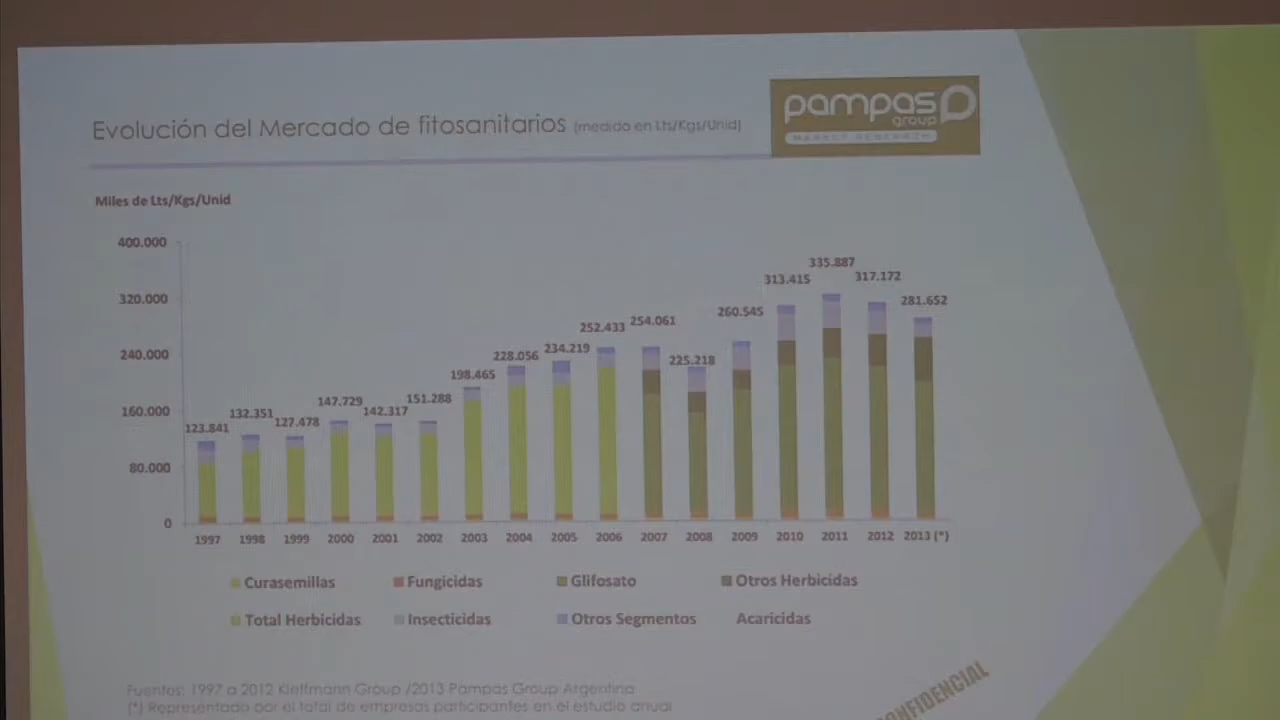 Evolución del Mercado de fitosanitarios (medido en Lts/Kgs/Unid)
pampas
group
MARKET RESEARCH
Miles de Lts/Kgs/Unid
400.000
320.000
240.000
160.000
80.000
0
123.841
132.351
127.478
147.729
142.317
151.288
198.465
228.056
234.219
252.433
254.061
225.218
260.545
313.415
335.887
317.172
281.652
1997 1998 1999 2000 2001 2002 2003 2004 2005 2006 2007 2008 2009 2010 2011 2012 2013 (*)
Curasemillas Fungicidas Glifosato Otros Herbicidas
Total Herbicidas Insecticidas Otros Segmentos Acaricidas
Fuentes: 1997 a 2012 Kleffmann Group /2013 Pampas Group Argentina
(*) Representado por el total de empresas participantes en el estudio anual